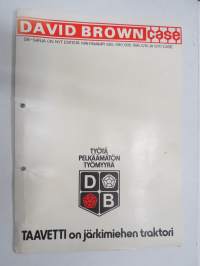 DAVID BROWN case
TYÖTÄ
PELKÄÄMÄTÖN
TYÖMYYRÄ
D
B
TAAVETTI on järkimiehen traktori